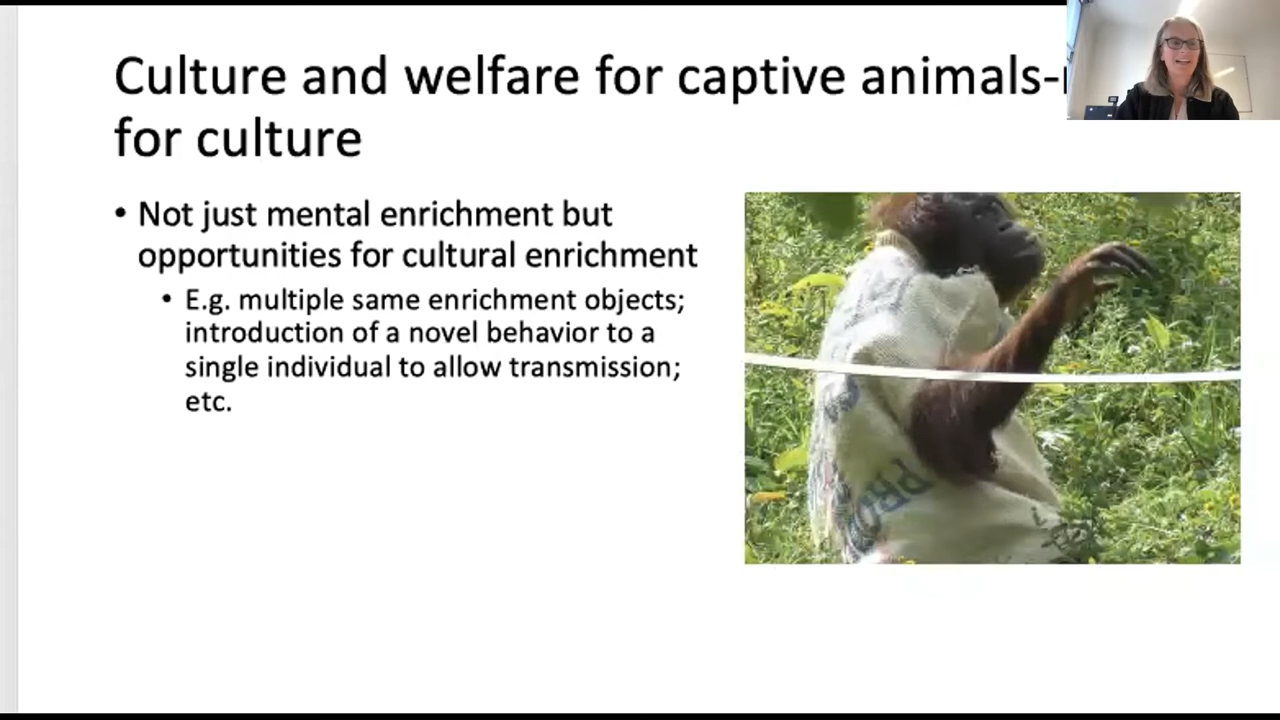 Culture and welfare for captive animals-
for culture
• Not just mental enrichment but
opportunities for cultural enrichment
• E.g. multiple same enrichment objects;
introduction of a novel behavior to a
single individual to allow transmission;
etc.